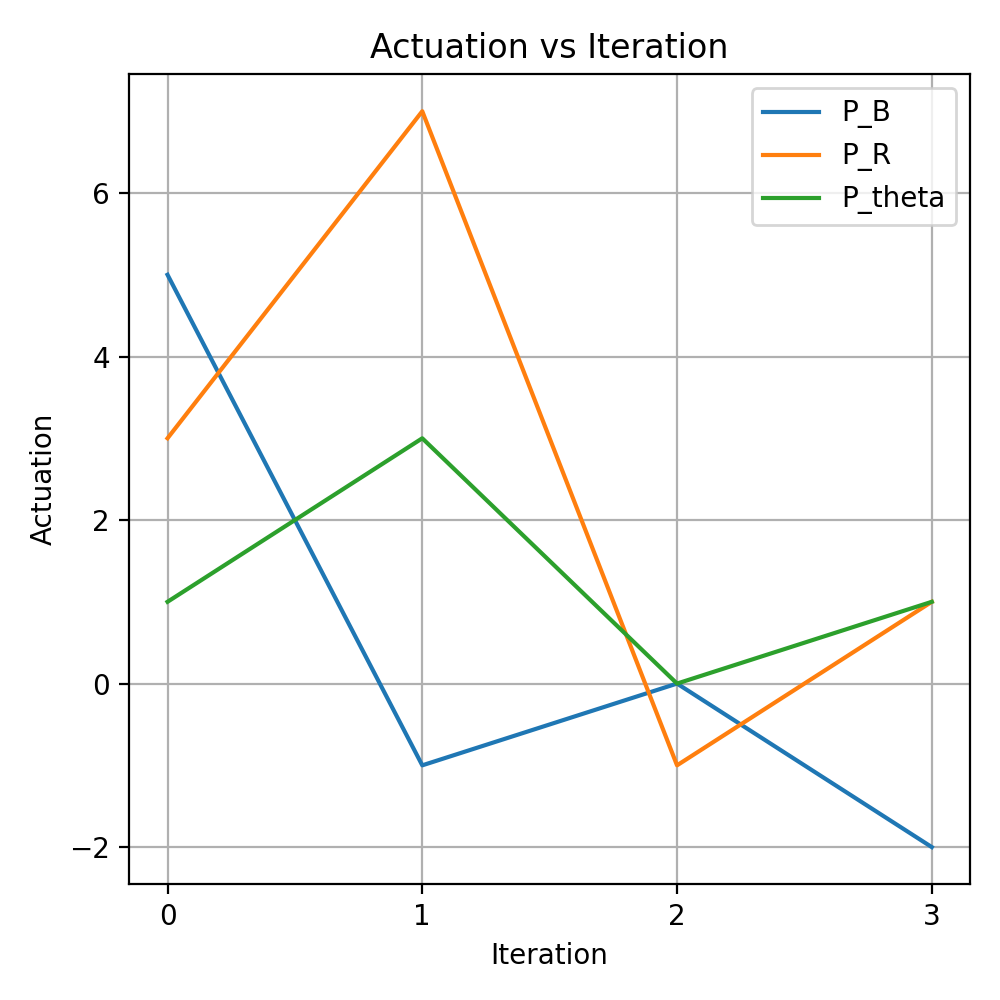 Actuation vs Iteration
P_B
P_R
P_theta
6
4
2
0
−2
Actuation
0 1 2 3
Iteration